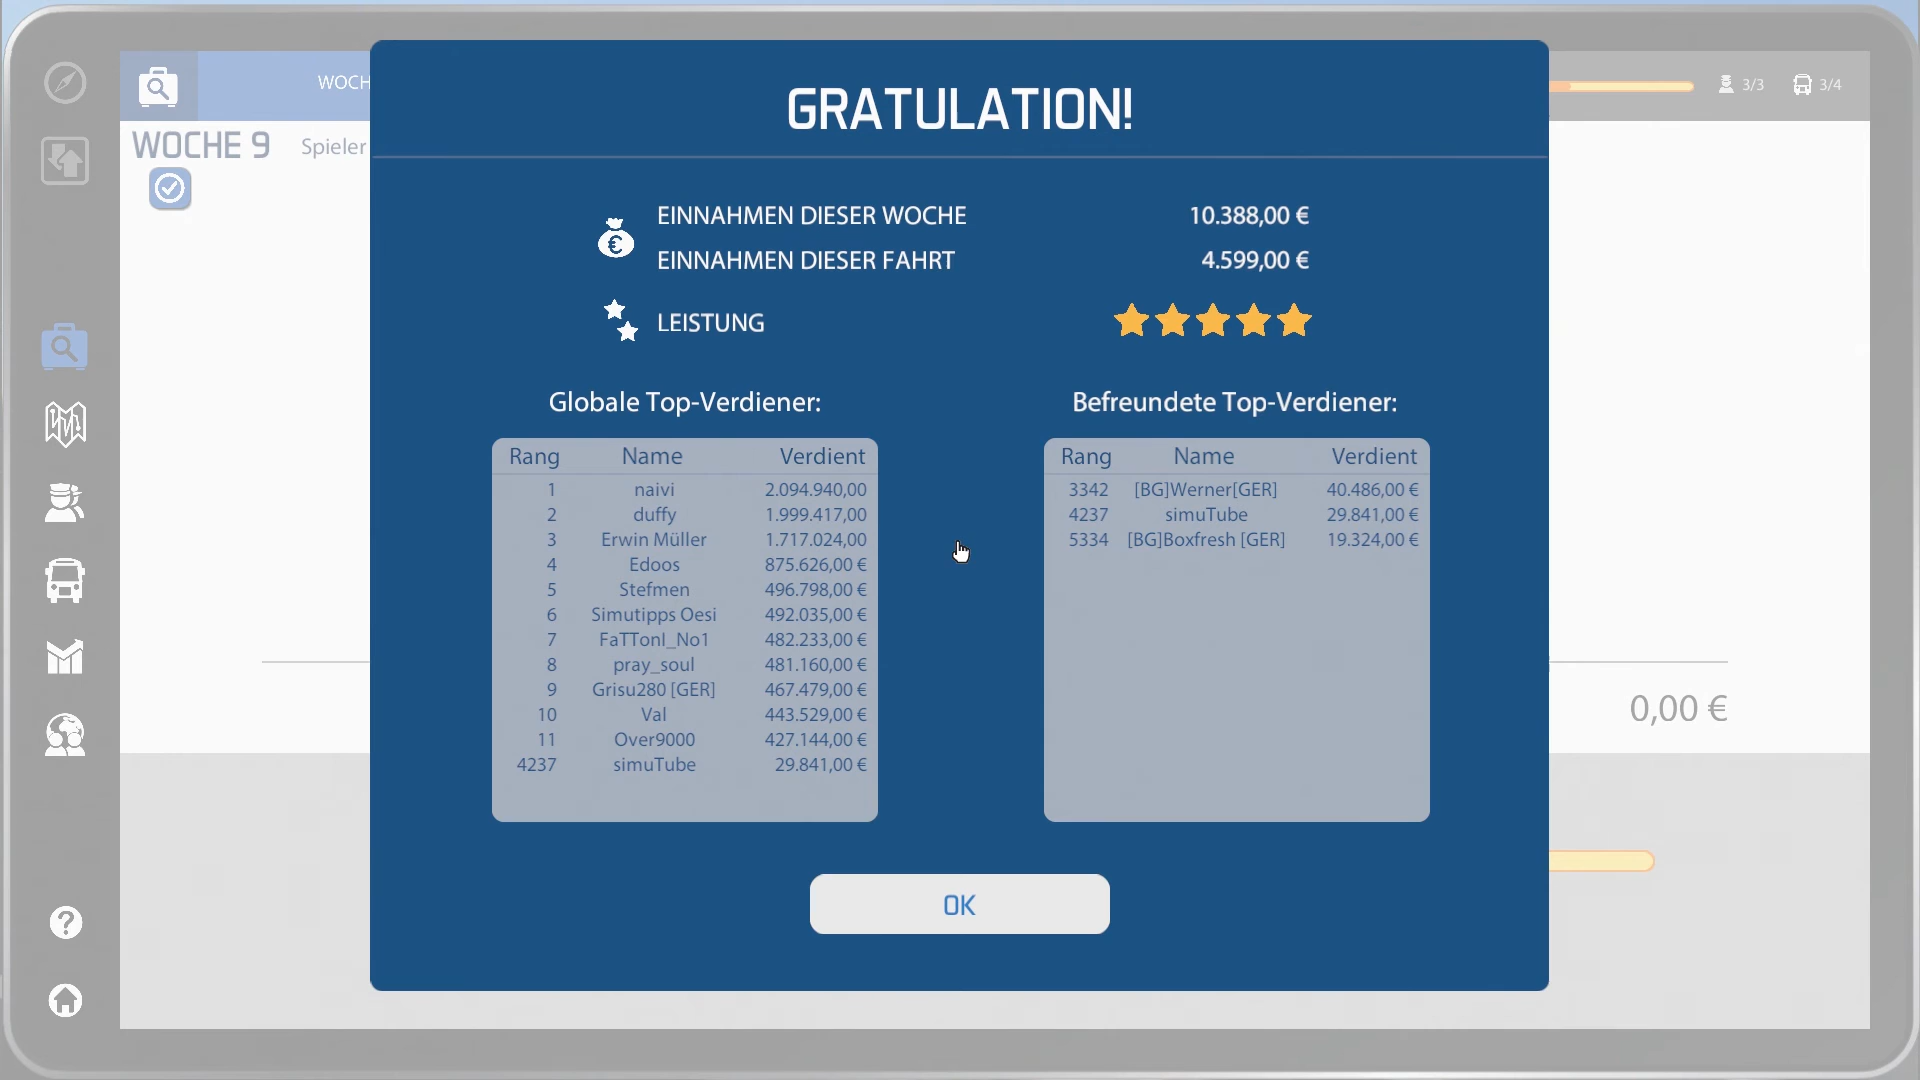 WOCH
3/3
3/4
WOCHE 9
Spieler
GRATULATION!
EINNAHMEN DIESER WOCHE 10.388,00 €
EINNAHMEN DIESER FAHRT 4.599,00 €
LEISTUNG
Globale Top-Verdiener:
Rang Name Verdient
1 naivi 2.094.940,00
2 duffy 1.999.417,00
3 Erwin Müller 1.717.024,00
4 Edoos 875.626,00 €
5 Stefmen 496.798,00 €
6 Simutipps Oesi 492.035,00 €
7 FaTTonI_No1 482.233,00 €
8 pray_soul 481.160,00 €
9 Grisu280 [GER] 467.479,00 €
10 Val 443.529,00 €
11 Over9000 427.144,00 €
4237 simuTube 29.841,00 €
Befreundete Top-Verdiener:
Rang Name Verdient
3342 [BG]Werner[GER] 40.486,00 €
4237 simuTube 29.841,00 €
5334 [BG]Boxfresh [GER] 19.324,00 €
0,00 €
OK